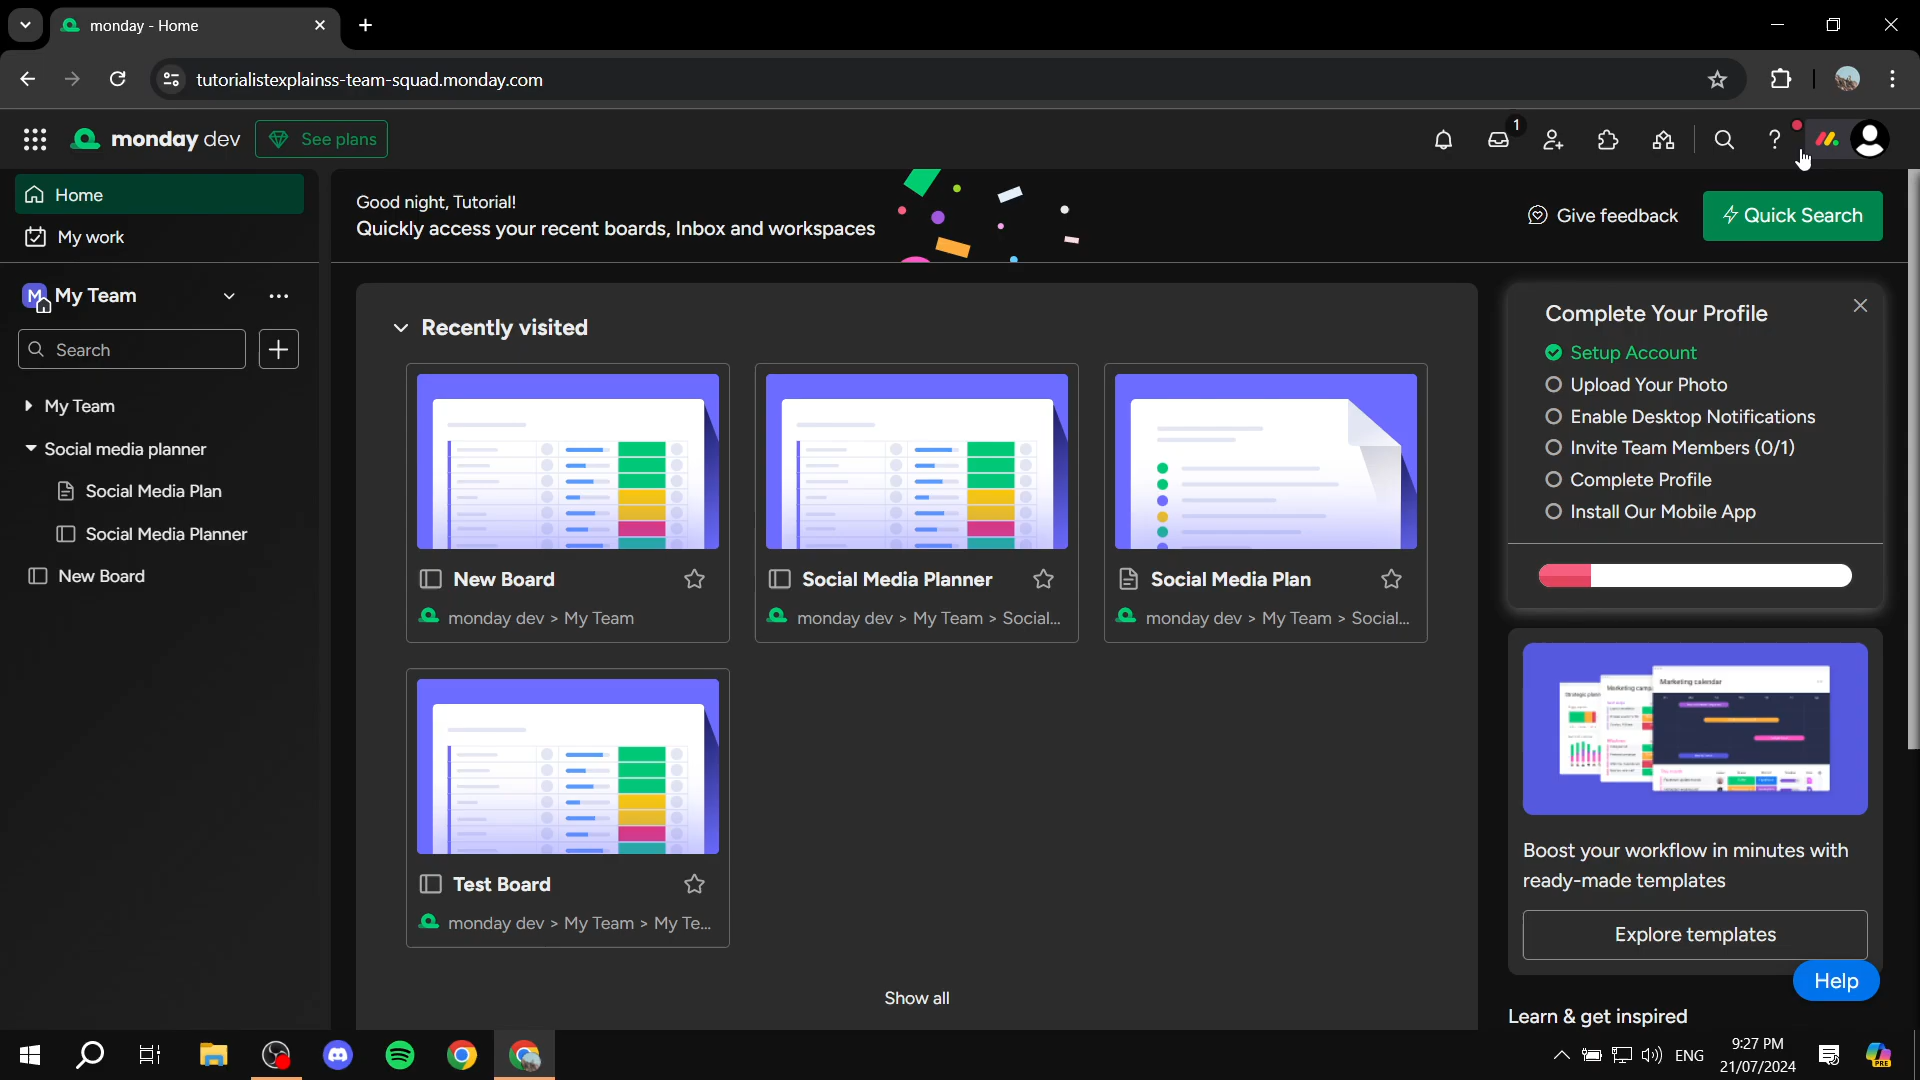 monday - Home
tutorialistexplainss-team-squad.monday.com
monday dev
See plans
1
Home
My work
M My Team
Search
My Team
Social media planner
Social Media Plan
Social Media Planner
New Board
Good night, Tutorial!
Quickly access your recent boards, Inbox and workspaces
Give feedback
Quick Search
Recently visited
New Board
monday dev > My Team
Social Media Planner
monday dev > My Team > Social...
Social Media Plan
monday dev > My Team > Social...
Test Board
monday dev > My Team > My Te...
Show all
Complete Your Profile
Setup Account
Upload Your Photo
Enable Desktop Notifications
Invite Team Members (0/1)
Complete Profile
Install Our Mobile App
Marketing calendar
Boost your workflow in minutes with
ready-made templates
Explore templates
Help
Learn & get inspired
ENG
9:27 PM
21/07/2024
PRE